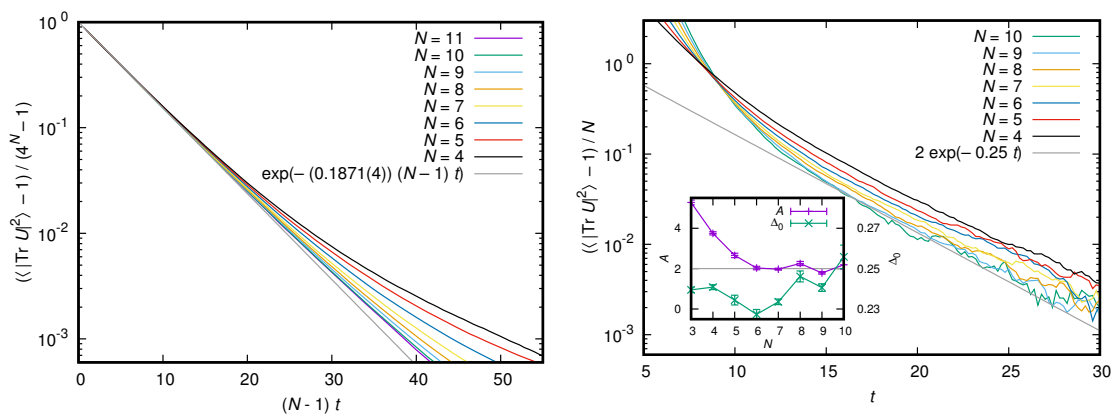 10^0
10^-1
10^-2
10^-3
0
10
20
30
40
50
(⟨ |Tr U|^2⟩ − 1) / (4^N − 1)
(N - 1) t
N = 11
N = 10
N = 9
N = 8
N = 7
N = 6
N = 5
N = 4
exp(− (0.1871(4)) (N − 1) t)
10^0
10^-1
10^-2
10^-3
5
10
15
20
25
30
(⟨ |Tr U|^2⟩ − 1) / N
t
N = 10
N = 9
N = 8
N = 7
N = 6
N = 5
N = 4
2 exp(− 0.25 t)
A
Δ_0
4
2
0
A
0.27
0.25
0.23
Δ_0
3
4
5
6
7
8
9
10
N